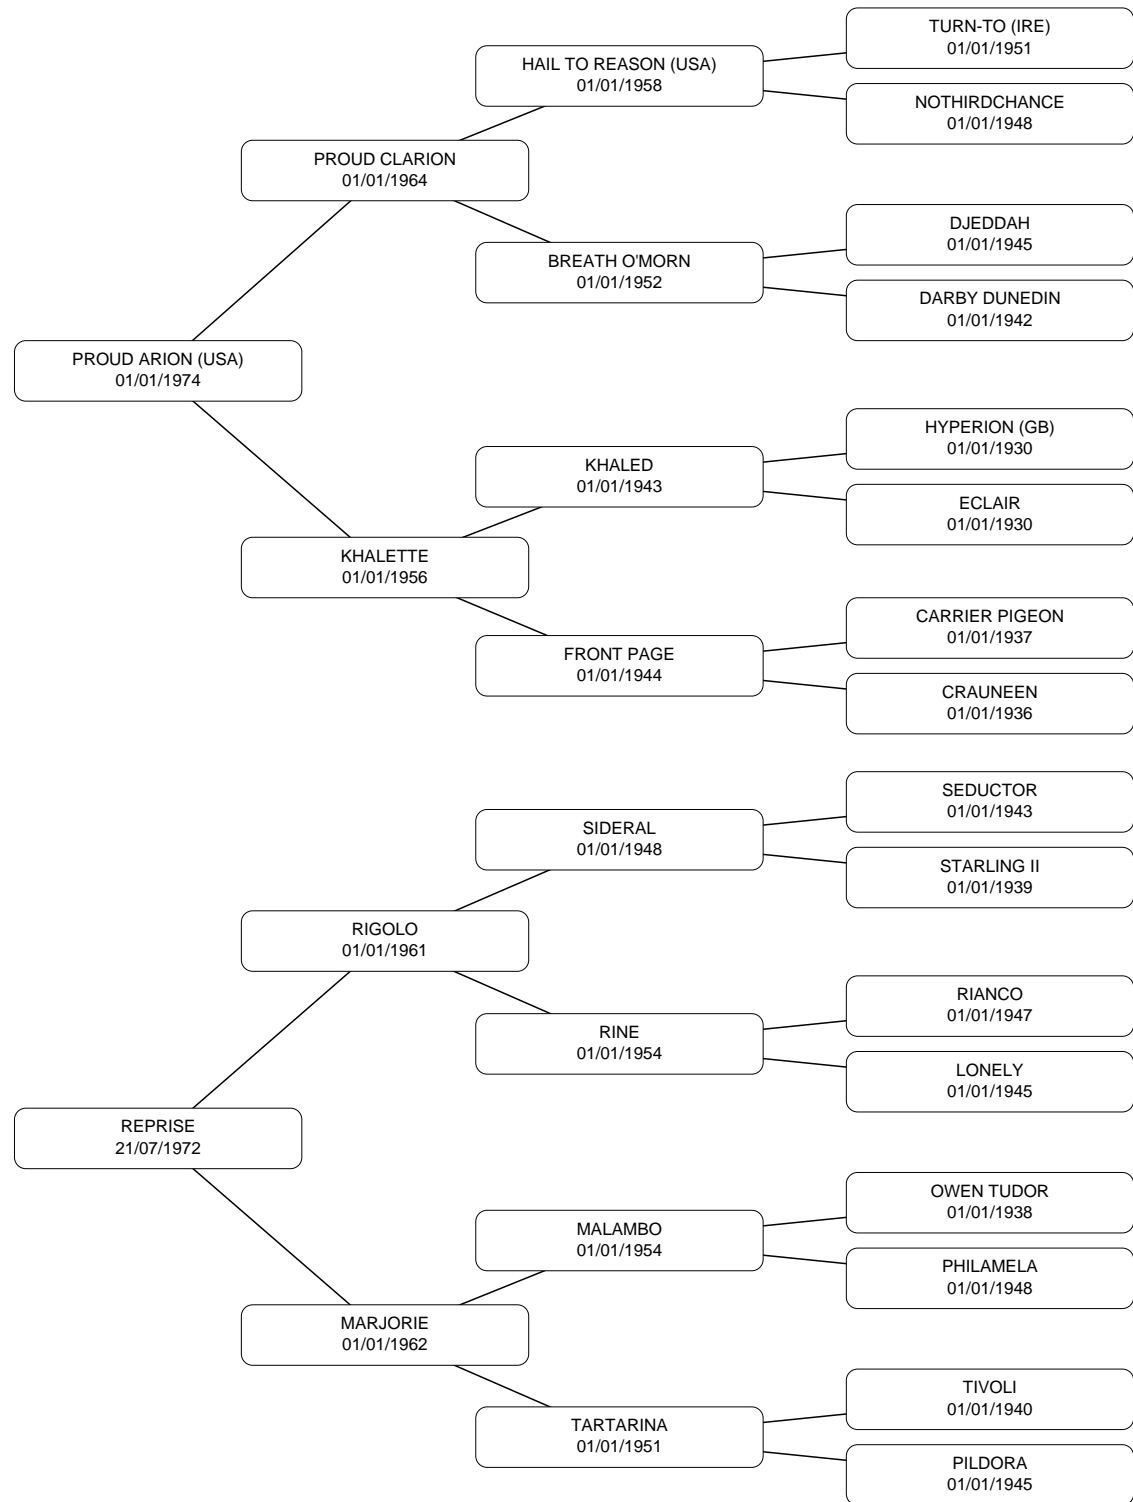 TURN-TO (IRE)
01/01/1951
HAIL TO REASON (USA)
01/01/1958
NOTHIRDCHANCE
01/01/1948
PROUD CLARION
01/01/1964
DJEDDAH
01/01/1945
BREATH O'MORN
01/01/1952
DARBY DUNEDIN
01/01/1942
PROUD ARION (USA)
01/01/1974
HYPERION (GB)
01/01/1930
KHALED
01/01/1943
ECLAIR
01/01/1930
KHALETTE
01/01/1956
CARRIER PIGEON
01/01/1937
FRONT PAGE
01/01/1944
CRAUNEEN
01/01/1936
SEDUCTOR
01/01/1943
SIDERAL
01/01/1948
STARLING II
01/01/1939
RIGOLO
01/01/1961
RIANCO
01/01/1947
RINE
01/01/1954
LONELY
01/01/1945
REPRISE
21/07/1972
OWEN TUDOR
01/01/1938
MALAMBO
01/01/1954
PHILAMELA
01/01/1948
MARJORIE
01/01/1962
TIVOLI
01/01/1940
TARTARINA
01/01/1951
PILDORA
01/01/1945